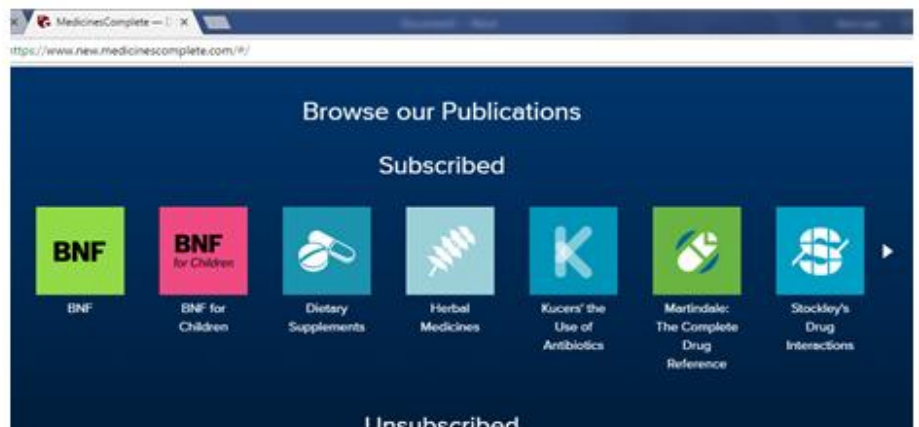 MedicinesComplete — D
https://www.new.medicinescomplete.com/#/
Browse our Publications
Subscribed
BNF
BNF
for Children
K
S
BNF
BNF for
Children
Dietary
Supplements
Herbal
Medicines
Kucers' the
Use of
Antibiotics
Martindale:
The Complete
Drug
Reference
Stockley's
Drug
Interactions
Unsubscribed